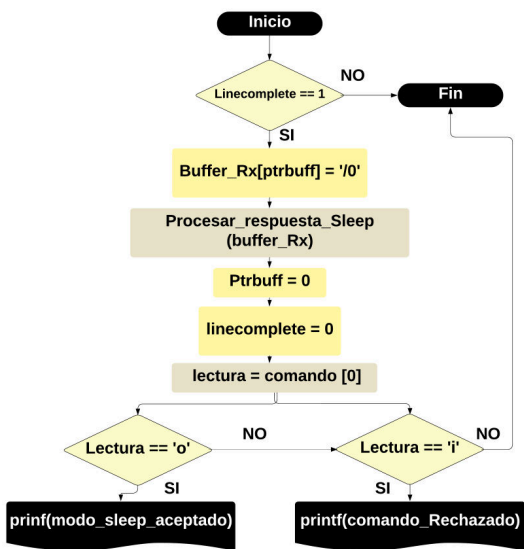 Inicio
NO
Linecomplete == 1
Fin
SI
Buffer_Rx[ptrbuff] = '/0'
Procesar_respuesta_Sleep
(buffer_Rx)
Ptrbuff = 0
linecomplete = 0
lectura = comando [0]
Lectura == 'o'
NO
Lectura == 'i'
NO
SI
SI
prinf(modo_sleep_aceptado)
printf(comando_Rechazado)